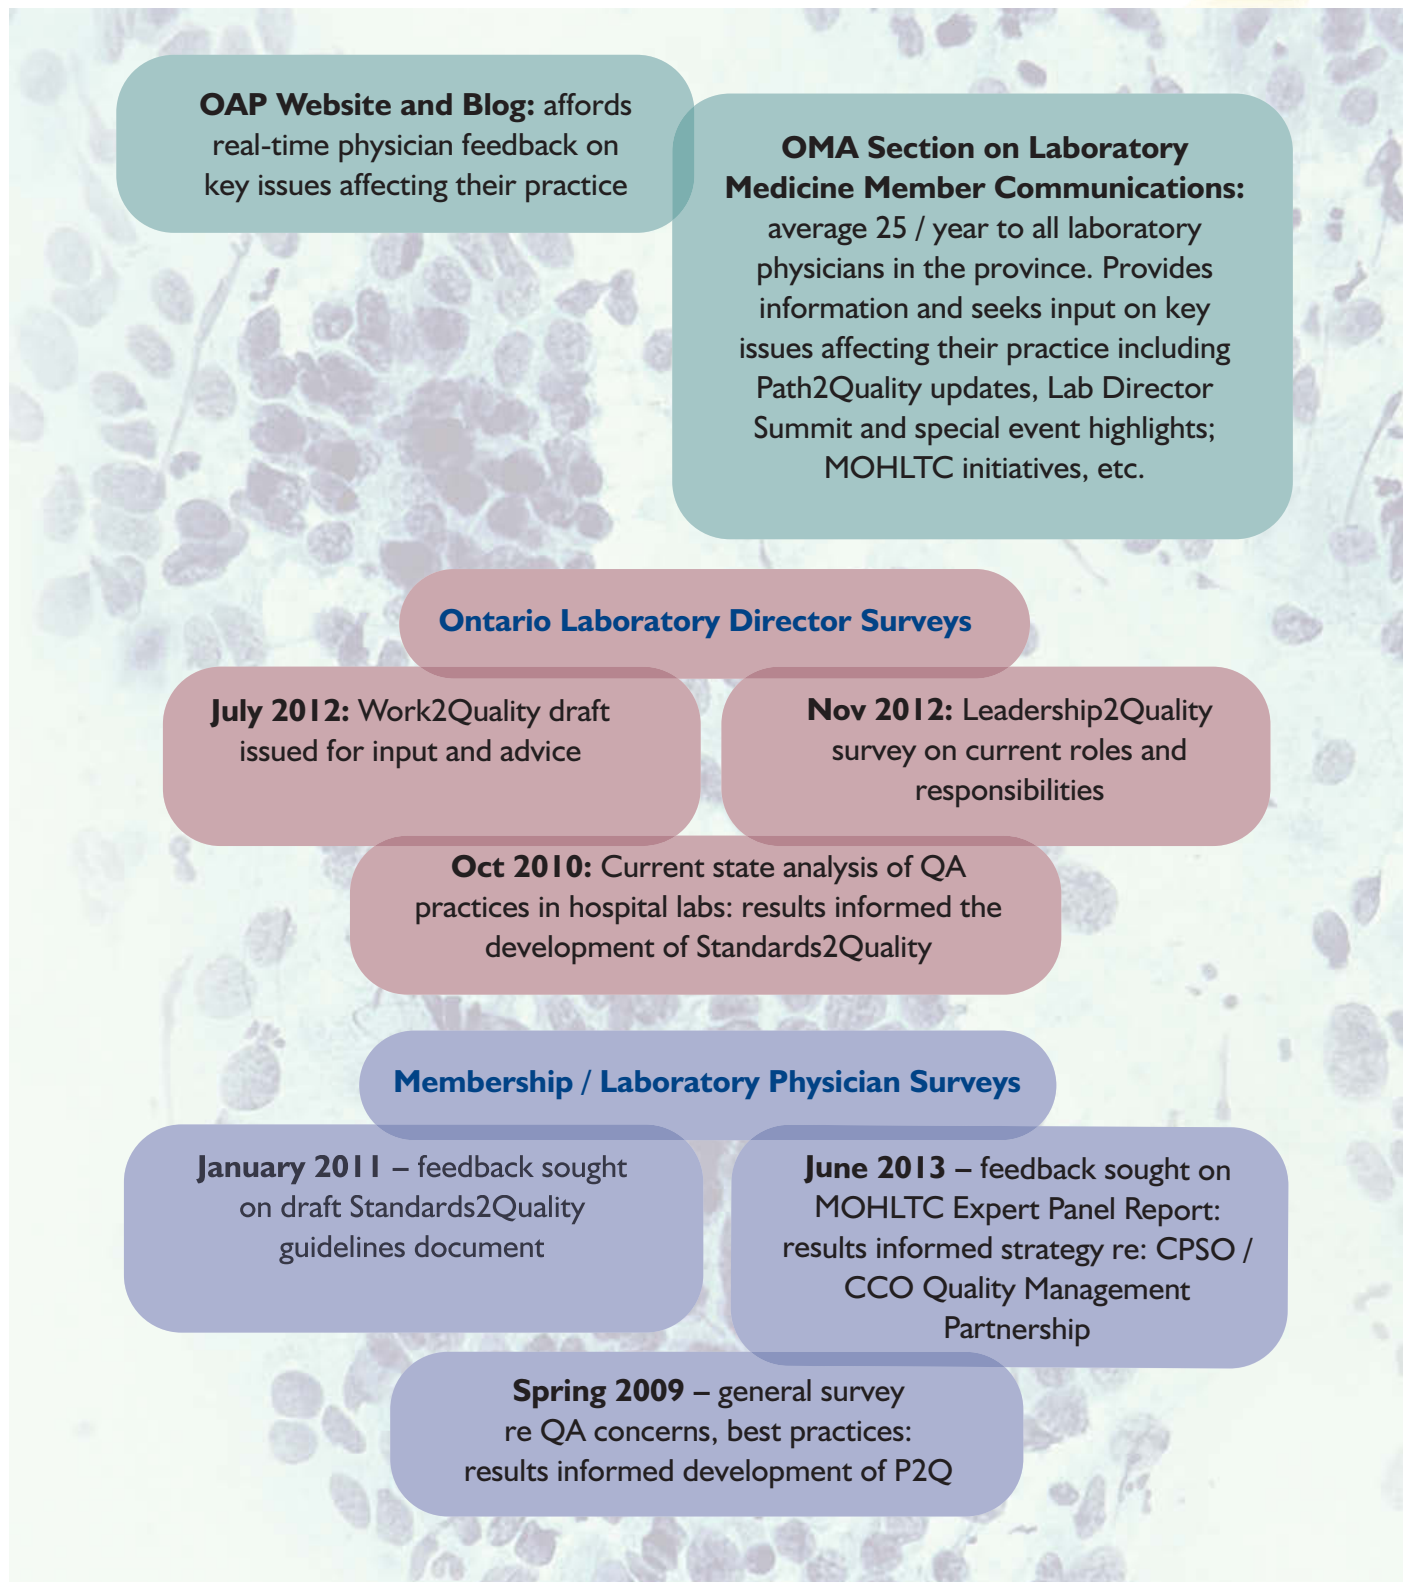 OAP Website and Blog: affords
real-time physician feedback on
key issues affecting their practice
OMA Section on Laboratory
Medicine Member Communications:
average 25 / year to all laboratory
physicians in the province. Provides
information and seeks input on key
issues affecting their practice including
Path2Quality updates, Lab Director
Summit and special event highlights;
MOHLTC initiatives, etc.
Ontario Laboratory Director Surveys
July 2012: Work2Quality draft
issued for input and advice
Nov 2012: Leadership2Quality
survey on current roles and
responsibilities
Oct 2010: Current state analysis of QA
practices in hospital labs: results informed the
development of Standards2Quality
Membership / Laboratory Physician Surveys
January 2011 – feedback sought
on draft Standards2Quality
guidelines document
June 2013 – feedback sought on
MOHLTC Expert Panel Report:
results informed strategy re: CPSO /
CCO Quality Management
Partnership
Spring 2009 – general survey
re QA concerns, best practices:
results informed development of P2Q